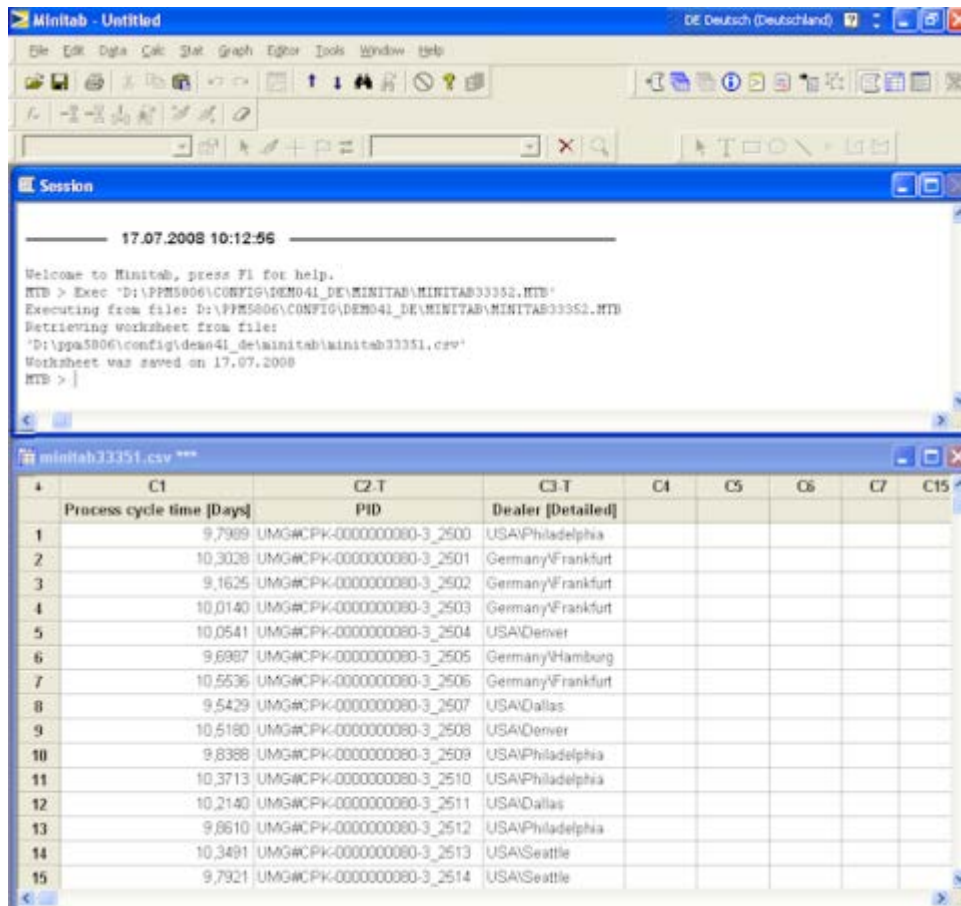 Minitab - Untitled DE Deutsch (Deutschland)
File Edit Data Calc Stat Graph Editor Tools Window Help
Session
17.07.2008 10:12:56
Welcome to Minitab, press F1 for help.
MTB > Exec 'D:\PPM5806\CONFIG\DEMO41_DE\MINITAB\MINITAB33352.MTB'
Executing from file: D:\PPM5806\CONFIG\DEMO41_DE\MINITAB\MINITAB33352.MTB
Retrieving worksheet from file:
'D:\ppm5806\config\demo41_de\minitab\minitab33351.csv'
Worksheet was saved on 17.07.2008
MTB >
minitab33351.csv ***
C1 C2-T C3-T C4 C5 C6 C7 C15
Process cycle time [Days] PID Dealer [Detailed]
1 9,7989 UMG#CPK-0000000080-3_2500 USA\Philadelphia
2 10,3028 UMG#CPK-0000000080-3_2501 Germany\Frankfurt
3 9,1625 UMG#CPK-0000000080-3_2502 Germany\Frankfurt
4 10,0140 UMG#CPK-0000000080-3_2503 Germany\Frankfurt
5 10,0541 UMG#CPK-0000000080-3_2504 USA\Denver
6 9,6987 UMG#CPK-0000000080-3_2505 Germany\Hamburg
7 10,5536 UMG#CPK-0000000080-3_2506 Germany\Frankfurt
8 9,5429 UMG#CPK-0000000080-3_2507 USA\Dallas
9 10,5180 UMG#CPK-0000000080-3_2508 USA\Denver
10 9,8388 UMG#CPK-0000000080-3_2509 USA\Philadelphia
11 10,3713 UMG#CPK-0000000080-3_2510 USA\Philadelphia
12 10,2140 UMG#CPK-0000000080-3_2511 USA\Dallas
13 9,8610 UMG#CPK-0000000080-3_2512 USA\Philadelphia
14 10,3491 UMG#CPK-0000000080-3_2513 USA\Seattle
15 9,7921 UMG#CPK-0000000080-3_2514 USA\Seattle